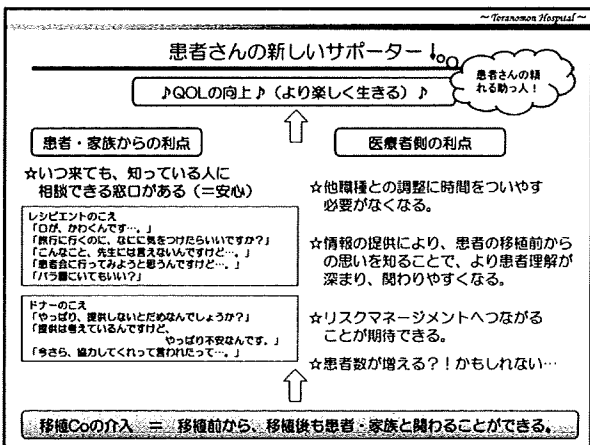 ～Toranomon Hospital～
患者さんの新しいサポーター！
患者さんの頼
れる助っ人！
♪QOLの向上♪（より楽しく生きる）♪
患者・家族からの利点
☆いつ来ても、知っている人に
相談できる窓口がある（＝安心）
レシピエントのこえ
「口が、かわくんです…。」
「旅行に行くのに、なにに気をつけたらいいですか？」
「こんなこと、先生には言えないんですけど…。」
「患者会に行ってみようと思うんですけど…。」
「バラ園にいてもいい？」
ドナーのこえ
「やっぱり、提供しないとだめなんでしょうか？」
「提供は考えているんですけど、
やっぱり不安なんです。」
「今さら、協力してくれって言われたって…。」
医療者側の利点
☆他職種との調整に時間をついやす
必要がなくなる。
☆情報の提供により、患者の移植前から
の思いを知ることで、より患者理解が
深まり、関わりやすくなる。
☆リスクマネージメントへつながる
ことが期待できる。
☆患者数が増える？！かもしれない…
移植Coの介入 ＝ 移植前から、移植後も患者・家族と関わることができる。